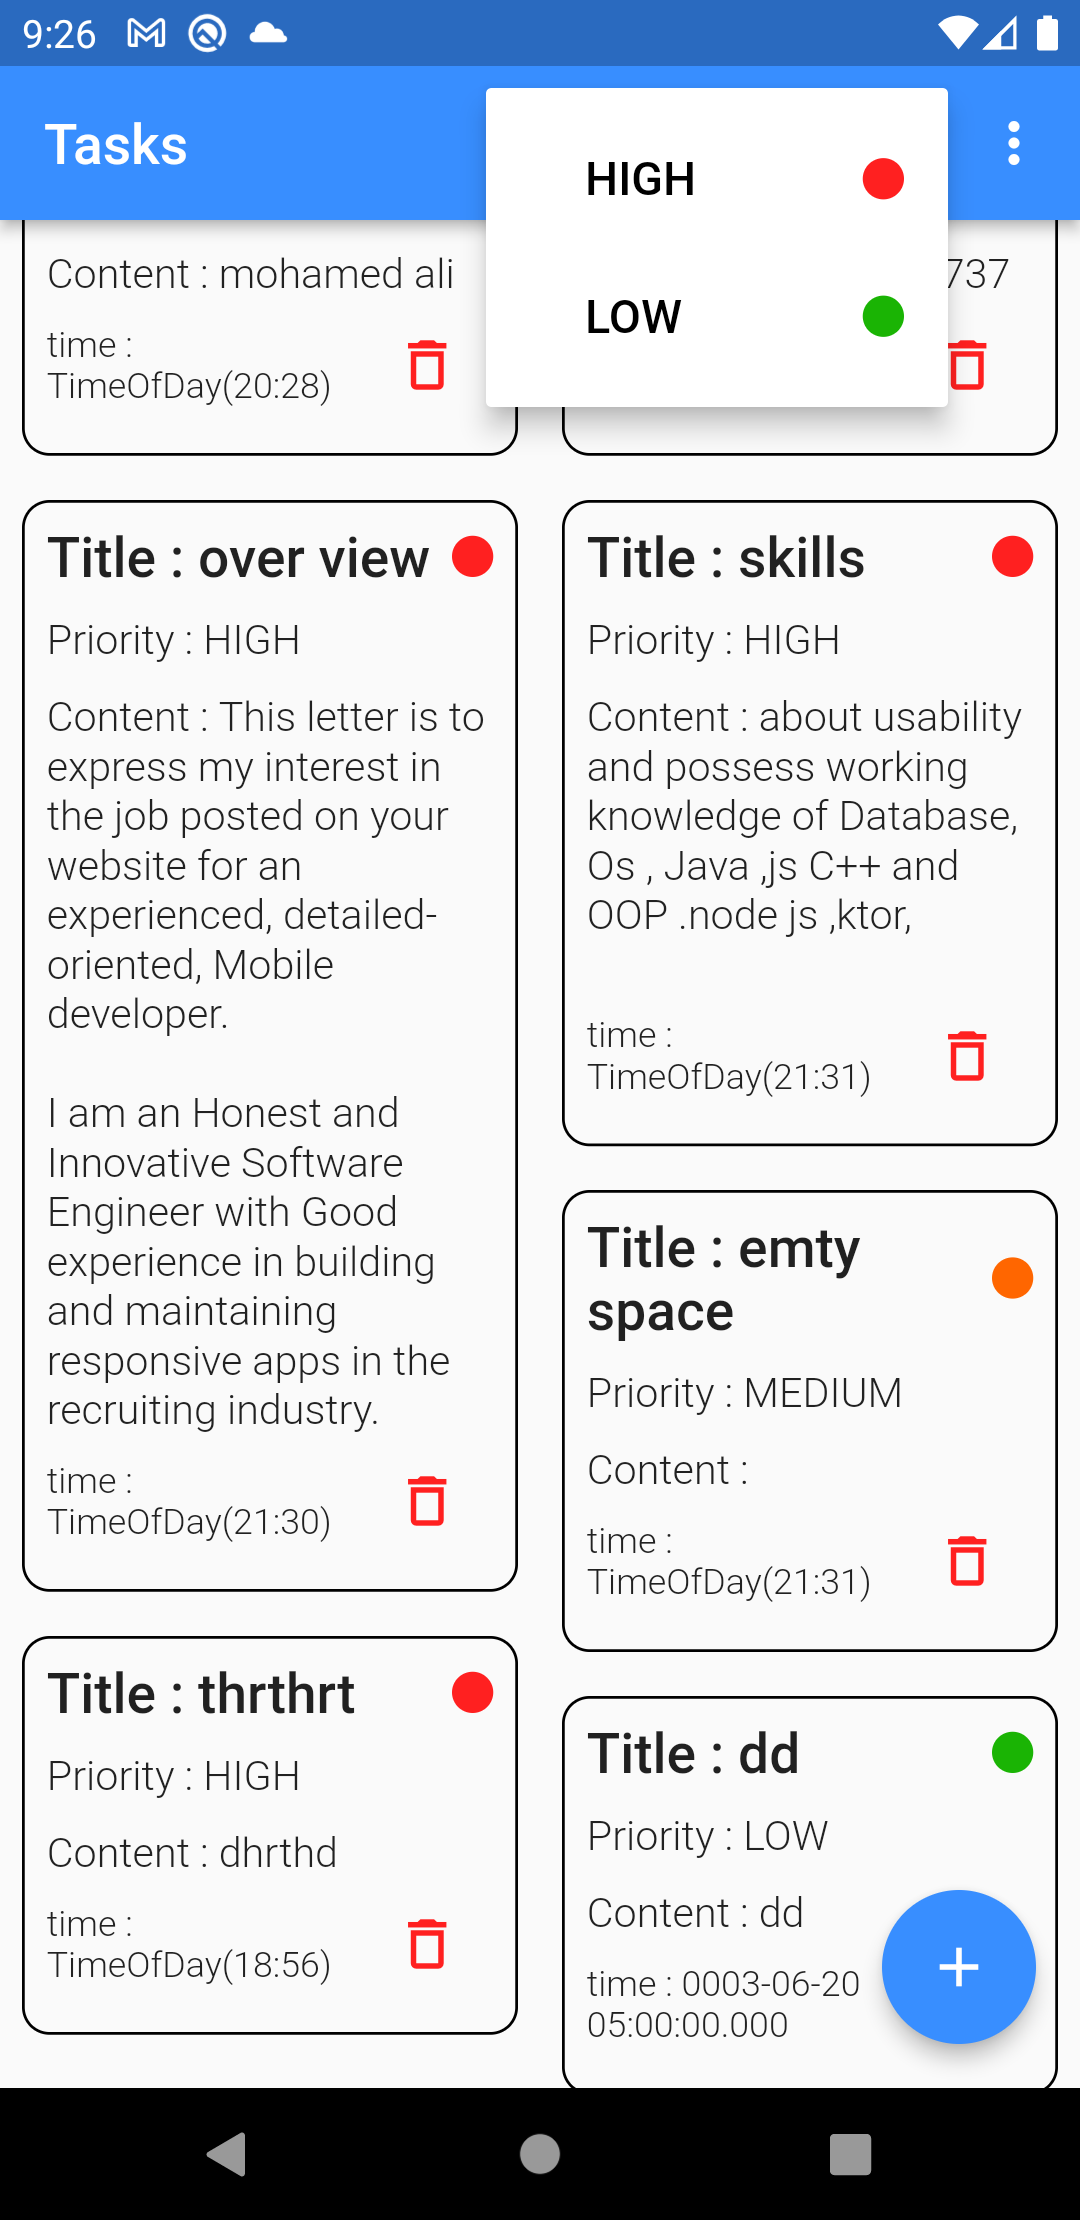 9:26
Tasks
HIGH
LOW
Content : mohamed ali
time :
TimeOfDay(20:28)
737
Title : over view
Priority : HIGH
Content : This letter is to
express my interest in
the job posted on your
website for an
experienced, detailed-
oriented, Mobile
developer.
I am an Honest and
Innovative Software
Engineer with Good
experience in building
and maintaining
responsive apps in the
recruiting industry.
time :
TimeOfDay(21:30)
Title : skills
Priority : HIGH
Content : about usability
and possess working
knowledge of Database,
Os , Java ,js C++ and
OOP .node js ,ktor,
time :
TimeOfDay(21:31)
Title : emty
space
Priority : MEDIUM
Content :
time :
TimeOfDay(21:31)
Title : thrthrt
Priority : HIGH
Content : dhrthd
time :
TimeOfDay(18:56)
Title : dd
Priority : LOW
Content : dd
time : 0003-06-20
05:00:00.000